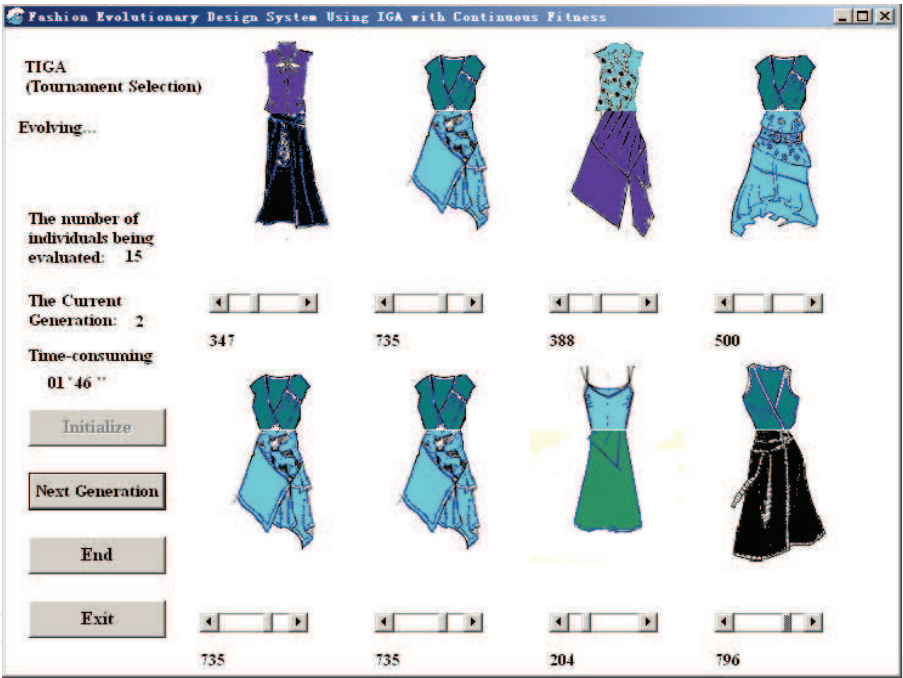 Fashion Evolutionary Design System Using IGA with Continuous Fitness
TIGA
(Tournament Selection)
Evolving...
The number of
individuals being
evaluated: 15
The Current
Generation: 2
Time-consuming
01 ' 46 ''
Initialize
Next Generation
End
Exit
347
735
388
500
735
735
204
796